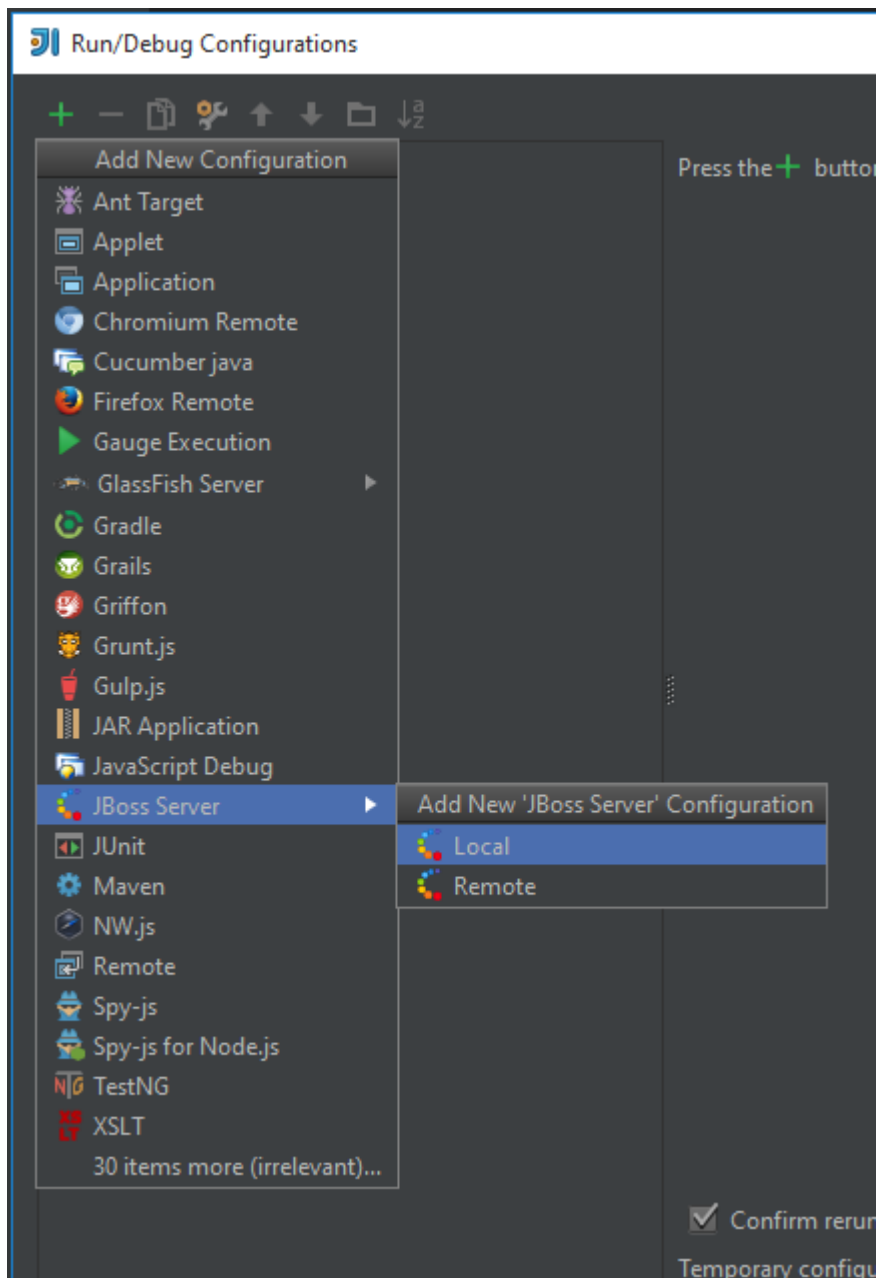 Run/Debug Configurations
Add New Configuration
Press the + button
Ant Target
Applet
Application
Chromium Remote
Cucumber java
Firefox Remote
Gauge Execution
GlassFish Server
Gradle
Grails
Griffon
Grunt.js
Gulp.js
JAR Application
JavaScript Debug
JBoss Server
Add New 'JBoss Server' Configuration
JUnit
Local
Maven
Remote
NW.js
Remote
Spy-js
Spy-js for Node.js
TestNG
XSLT
30 items more (irrelevant)...
Confirm rerun
Temporary configu